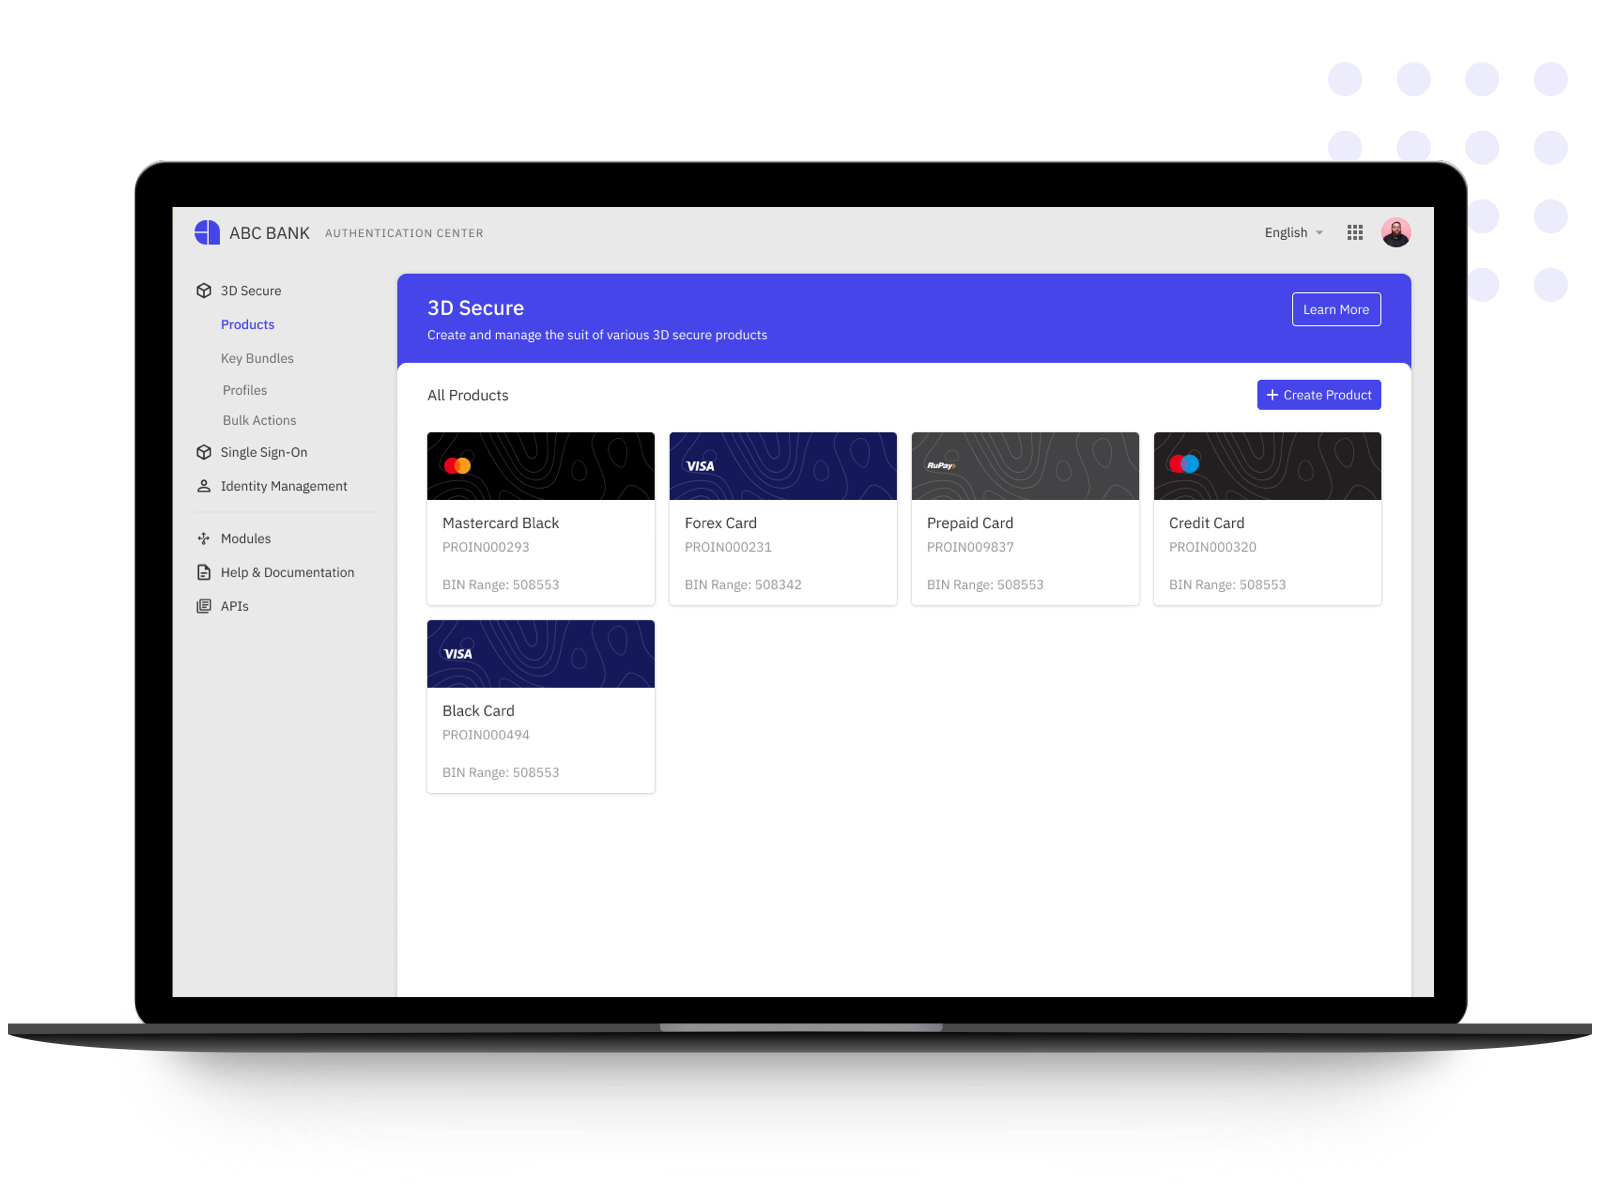 ABC BANK AUTHENTICATION CENTER
English
3D Secure
Products
Key Bundles
Profiles
Bulk Actions
Single Sign-On
Identity Management
Modules
Help & Documentation
APIs
3D Secure
Create and manage the suit of various 3D secure products
Learn More
All Products
+ Create Product
Mastercard Black
PROIN000293
BIN Range: 508553
VISA
Forex Card
PROIN000231
BIN Range: 508342
RuPay
Prepaid Card
PROIN009837
BIN Range: 508553
Credit Card
PROIN000320
BIN Range: 508553
VISA
Black Card
PROIN000494
BIN Range: 508553